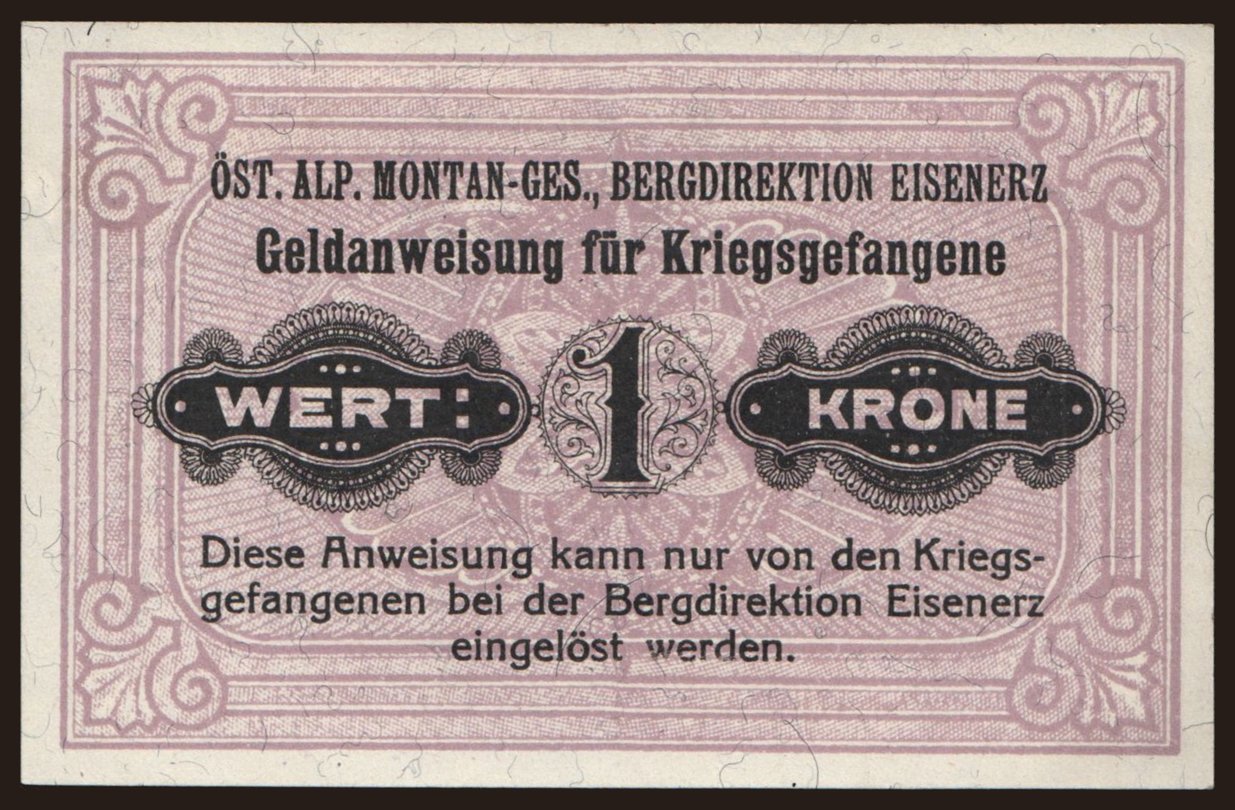 ÖST. ALP. MONTAN-GES., BERGDIREKTION EISENERZ
Geldanweisung für Kriegsgefangene
WERT: 1 KRONE
Diese Anweisung kann nur von den Kriegs-
gefangenen bei der Bergdirektion Eisenerz
eingelöst werden.